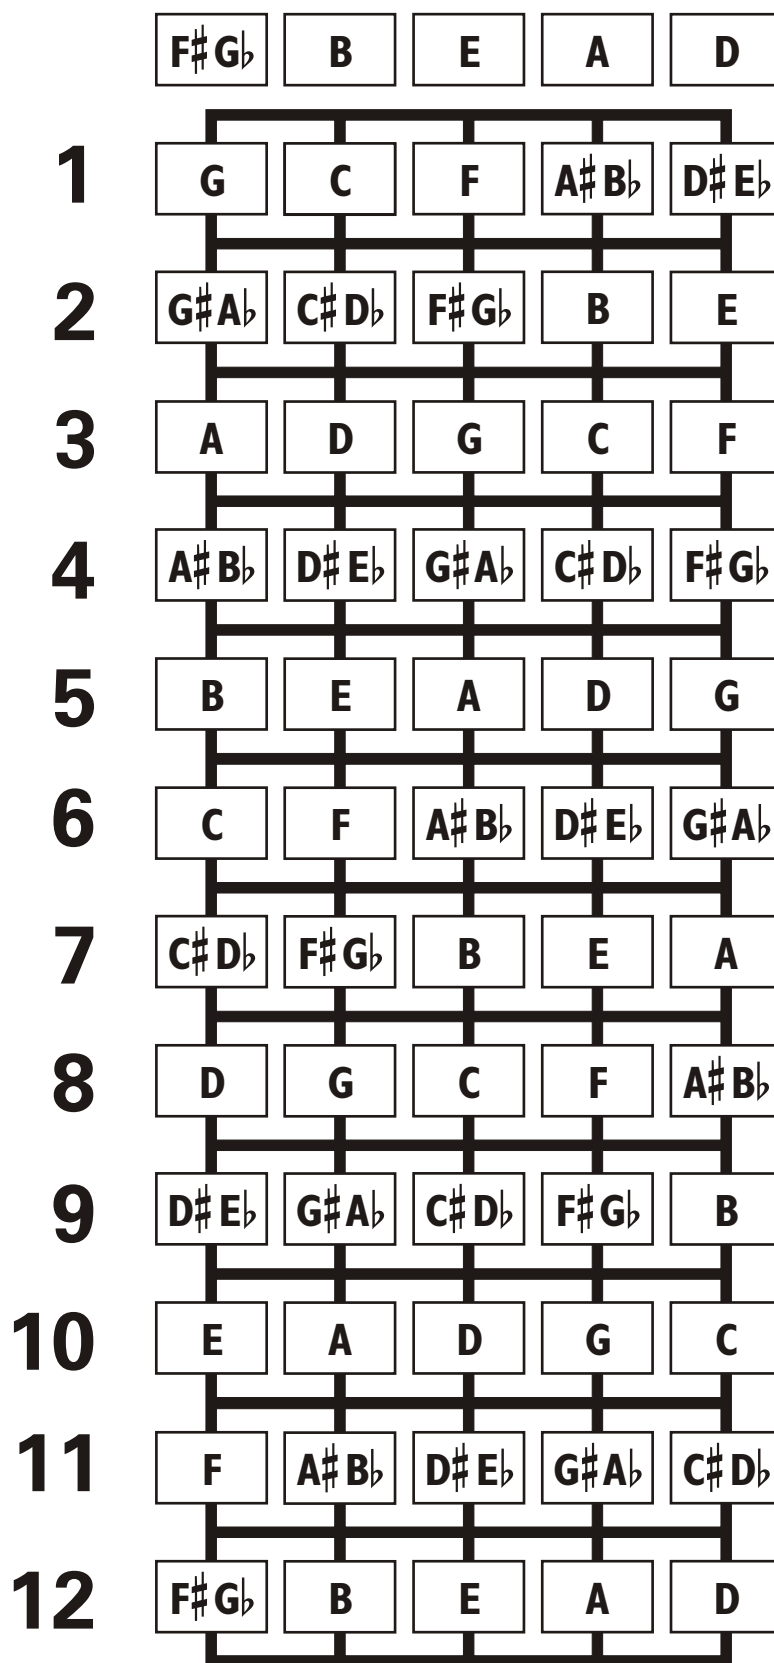 F♯G♭ B E A D
1 G C F A♯B♭ D♯E♭
2 G♯A♭ C♯D♭ F♯G♭ B E
3 A D G C F
4 A♯B♭ D♯E♭ G♯A♭ C♯D♭ F♯G♭
5 B E A D G
6 C F A♯B♭ D♯E♭ G♯A♭
7 C♯D♭ F♯G♭ B E A
8 D G C F A♯B♭
9 D♯E♭ G♯A♭ C♯D♭ F♯G♭ B
10 E A D G C
11 F A♯B♭ D♯E♭ G♯A♭ C♯D♭
12 F♯G♭ B E A D